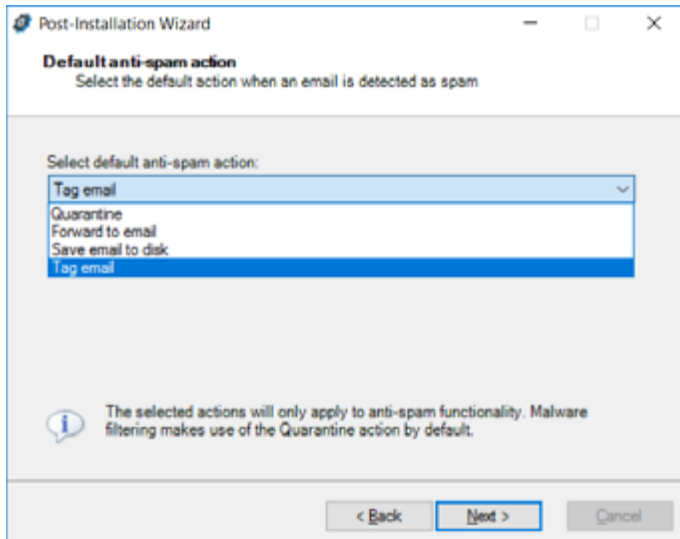 Post-Installation Wizard
Default anti-spam action
Select the default action when an email is detected as spam
Select default anti-spam action:
Tag email
Quarantine
Forward to email
Save email to disk
Tag email
The selected actions will only apply to anti-spam functionality. Malware
filtering makes use of the Quarantine action by default.
< Back
Next >
Cancel